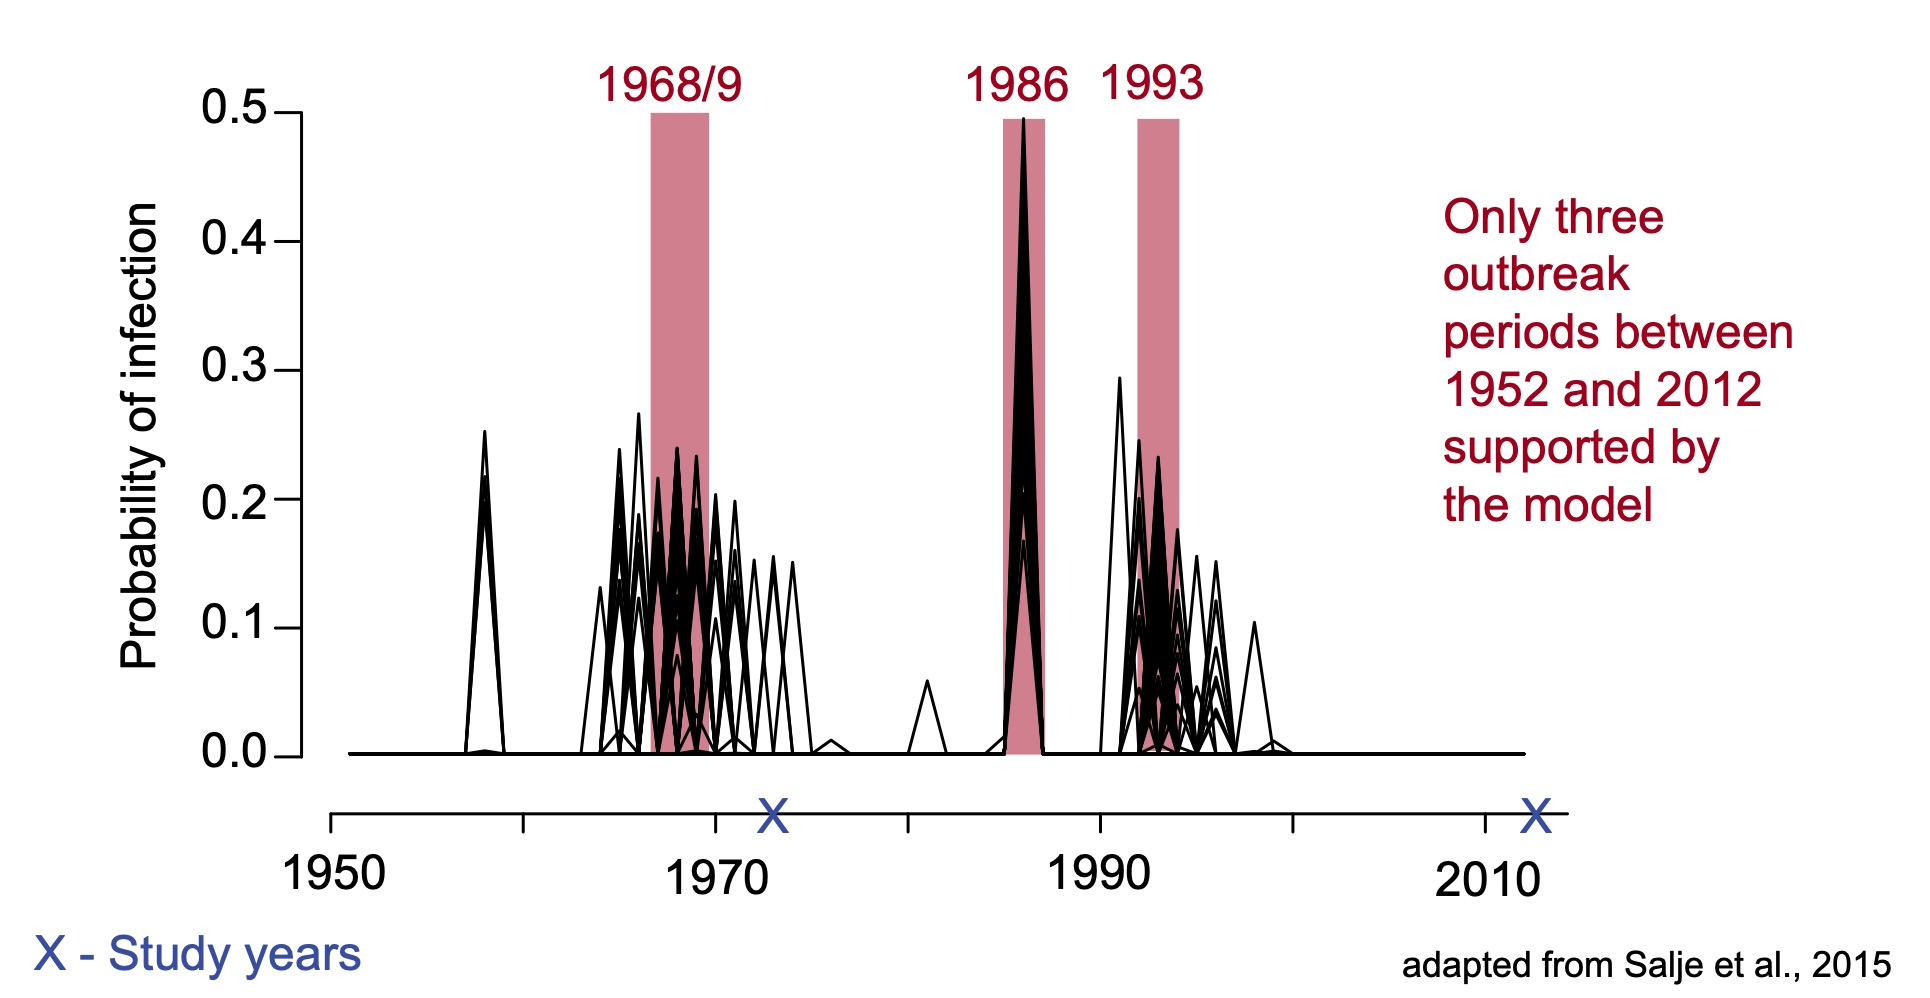 1968/9
1986
1993
0.5
0.4
0.3
0.2
0.1
0.0
Probability of infection
Only three
outbreak
periods between
1952 and 2012
supported by
the model
X
X
1950
1970
1990
2010
X - Study years
adapted from Salje et al., 2015